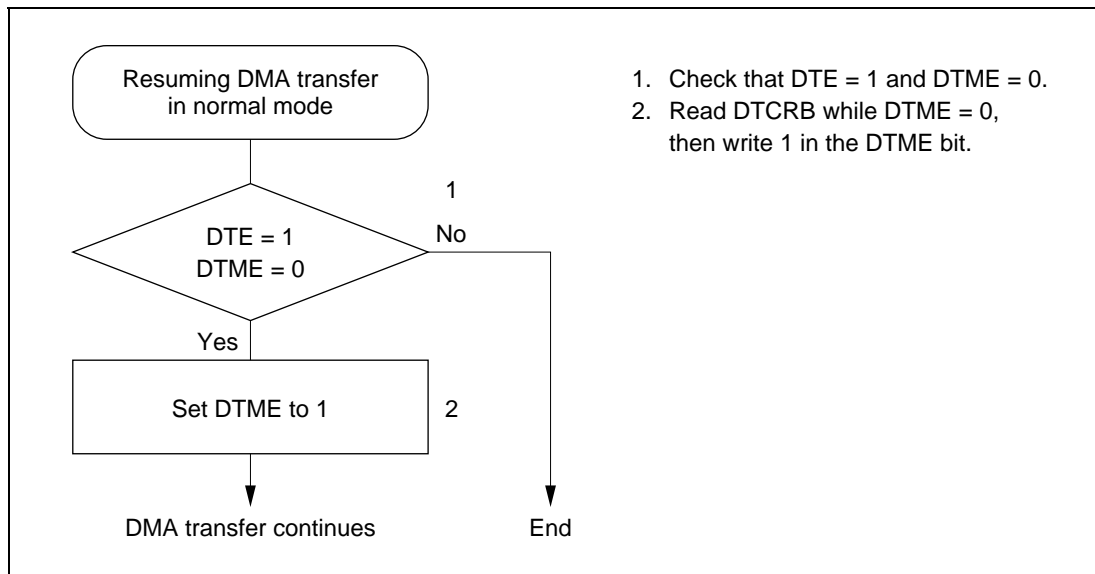 Resuming DMA transfer
in normal mode
1. Check that DTE = 1 and DTME = 0.
2. Read DTCRB while DTME = 0,
then write 1 in the DTME bit.
1
DTE = 1
DTME = 0
No
Yes
Set DTME to 1
2
DMA transfer continues
End